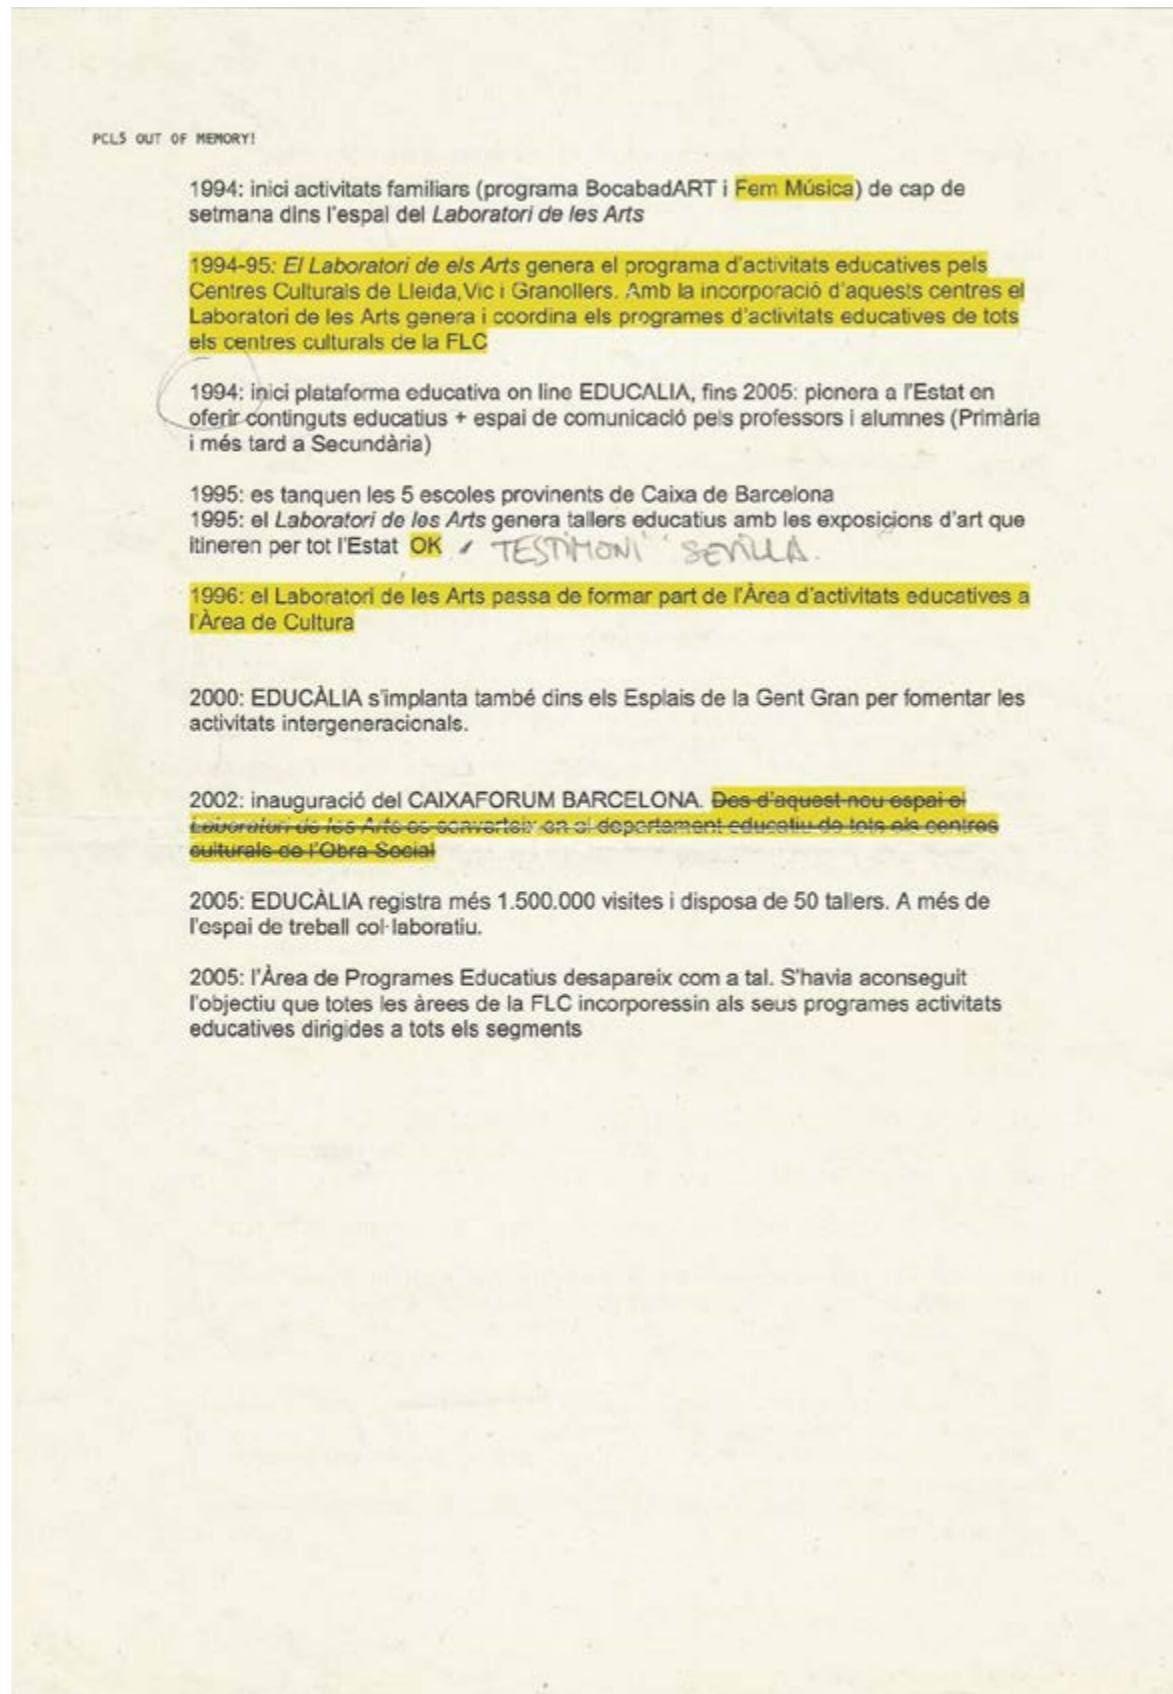 PCL5 OUT OF MEMORY!
1994: inici activitats familiars (programa BocabadART i Fem Música) de cap de
setmana dins l'espai del Laboratori de les Arts
1994-95: El Laboratori de els Arts genera el programa d'activitats educatives pels
Centres Culturals de Lleida,Vic i Granollers. Amb la incorporació d'aquests centres el
Laboratori de les Arts genera i coordina els programes d'activitats educatives de tots
els centres culturals de la FLC
1994: inici plataforma educativa on line EDUCALIA, fins 2005: pionera a l'Estat en
oferir continguts educatius + espai de comunicació pels professors i alumnes (Primària
i més tard a Secundària)
1995: es tanquen les 5 escoles provinents de Caixa de Barcelona
1995: el Laboratori de les Arts genera tallers educatius amb les exposicions d'art que
itineren per tot l'Estat OK / TESTIMONI SEVILLA.
1996: el Laboratori de les Arts passa de formar part de l'Àrea d'activitats educatives a
l'Àrea de Cultura
2000: EDUCÀLIA s'implanta també dins els Esplais de la Gent Gran per fomentar les
activitats intergeneracionals.
2002: inauguració del CAIXAFORUM BARCELONA. Des d'aquest nou espai el
Laboratori de les Arts es converteix en el departament educatiu de tots els centres
culturals de l'Obra Social
2005: EDUCÀLIA registra més 1.500.000 visites i disposa de 50 tallers. A més de
l'espai de treball col·laboratiu.
2005: l'Àrea de Programes Educatius desapareix com a tal. S'havia aconseguit
l'objectiu que totes les àrees de la FLC incorporessin als seus programes activitats
educatives dirigides a tots els segments